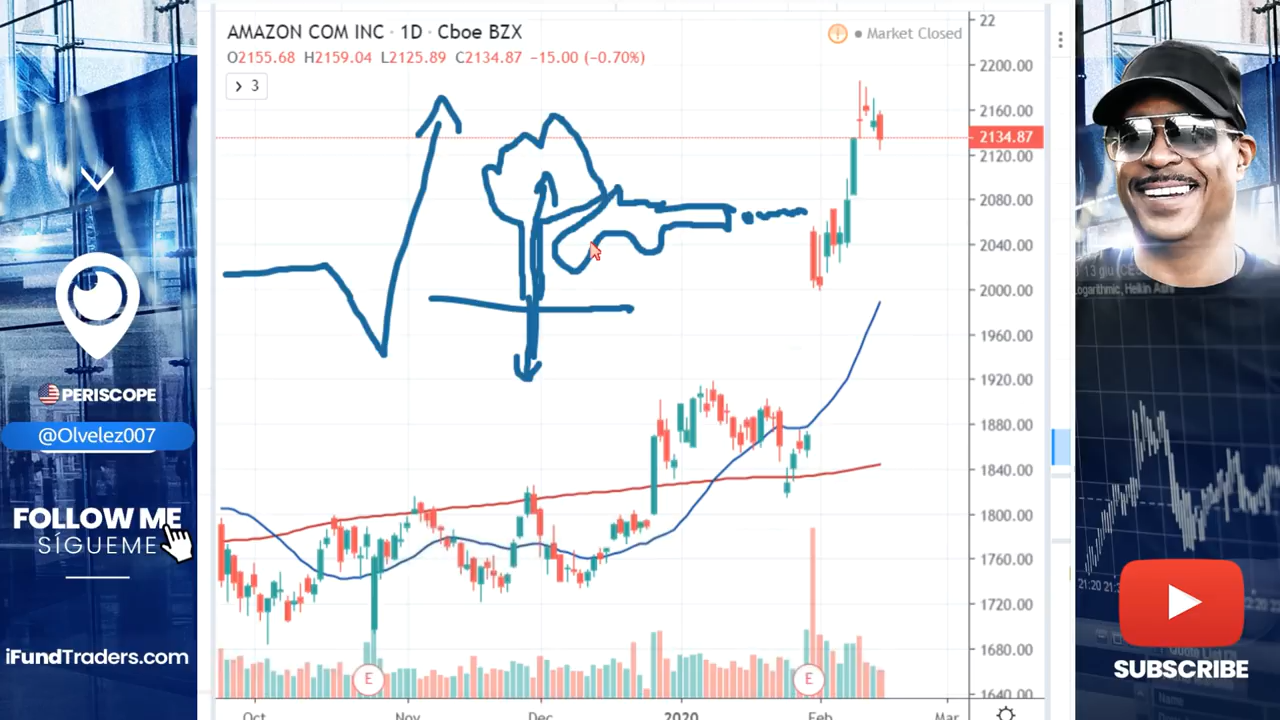 AMAZON COM INC · 1D · Cboe BZX
Market Closed
O2155.68 H2159.04 L2125.89 C2134.87 −15.00 (−0.70%)
3
22
2200.00
2160.00
2134.87
2120.00
2080.00
2040.00
2000.00
1960.00
1920.00
1880.00
1840.00
1800.00
1760.00
1720.00
1680.00
1640.00
E
E
Oct
Nov
Dec
2020
Feb
Mar
PERISCOPE
@Olvelez007
FOLLOW ME
SÍGUEME
iFundTraders.com
Logarithmic, Heikin Ashi
SUBSCRIBE